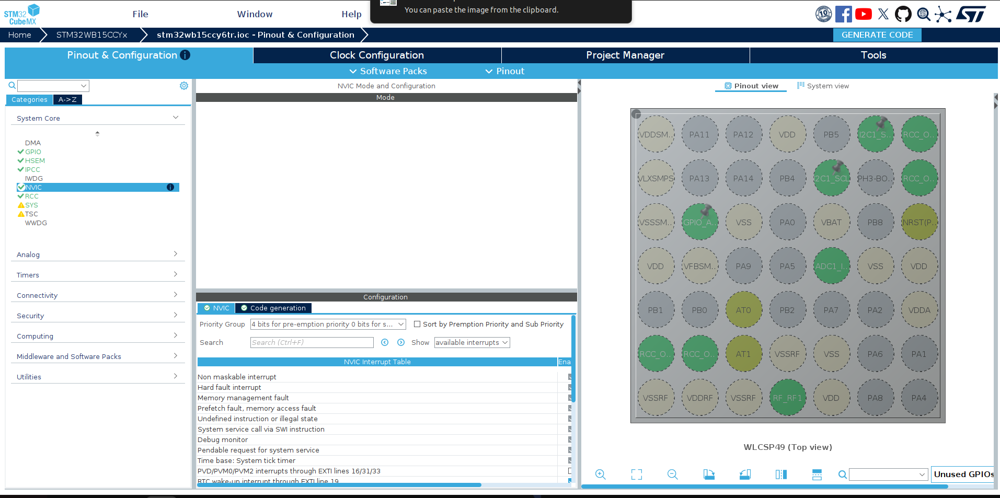 You can paste the image from the clipboard.
STM32
CubeMX
File
Window
Help
Home
STM32WB15CCYx
stm32wb15ccy6tr.ioc - Pinout & Configuration
GENERATE CODE
Pinout & Configuration
Clock Configuration
Project Manager
Tools
Software Packs
Pinout
Categories
A->Z
System Core
DMA
GPIO
HSEM
IPCC
IWDG
NVIC
RCC
SYS
TSC
WWDG
Analog
Timers
Connectivity
Security
Computing
Middleware and Software Packs
Utilities
NVIC Mode and Configuration
Mode
Configuration
NVIC
Code generation
Priority Group
4 bits for pre-emption priority 0 bits for s...
Sort by Premption Priority and Sub Priority
Search
Search (Ctrl+F)
Show
available interrupts
NVIC Interrupt Table
Ena
Non maskable interrupt
Hard fault interrupt
Memory management fault
Prefetch fault, memory access fault
Undefined instruction or illegal state
System service call via SWI instruction
Debug monitor
Pendable request for system service
Time base: System tick timer
PVD/PVM0/PVM2 interrupts through EXTI lines 16/31/33
RTC wake-up interrupt through EXTI line 19
Pinout view
System view
VDDSM..
PA11
PA12
VDD
PB5
I2C1_S..
RCC_O..
VLXSMPS
PA13
PA14
PB4
I2C1_SCL
PH3-BO..
RCC_O..
VSSSM..
GPIO_A..
VSS
PA0
VBAT
PB8
NRST(P..
VDD
VFBSM..
PA9
PA5
ADC1_I..
VSS
VDD
PB1
PB0
AT0
PB2
PA7
PA2
VDDA
RCC_O..
RCC_O..
AT1
VSSRF
VSS
PA6
PA1
VSSRF
VDDRF
VSSRF
RF_RF1
VDD
PA8
PA4
WLCSP49 (Top view)
Unused GPIOs